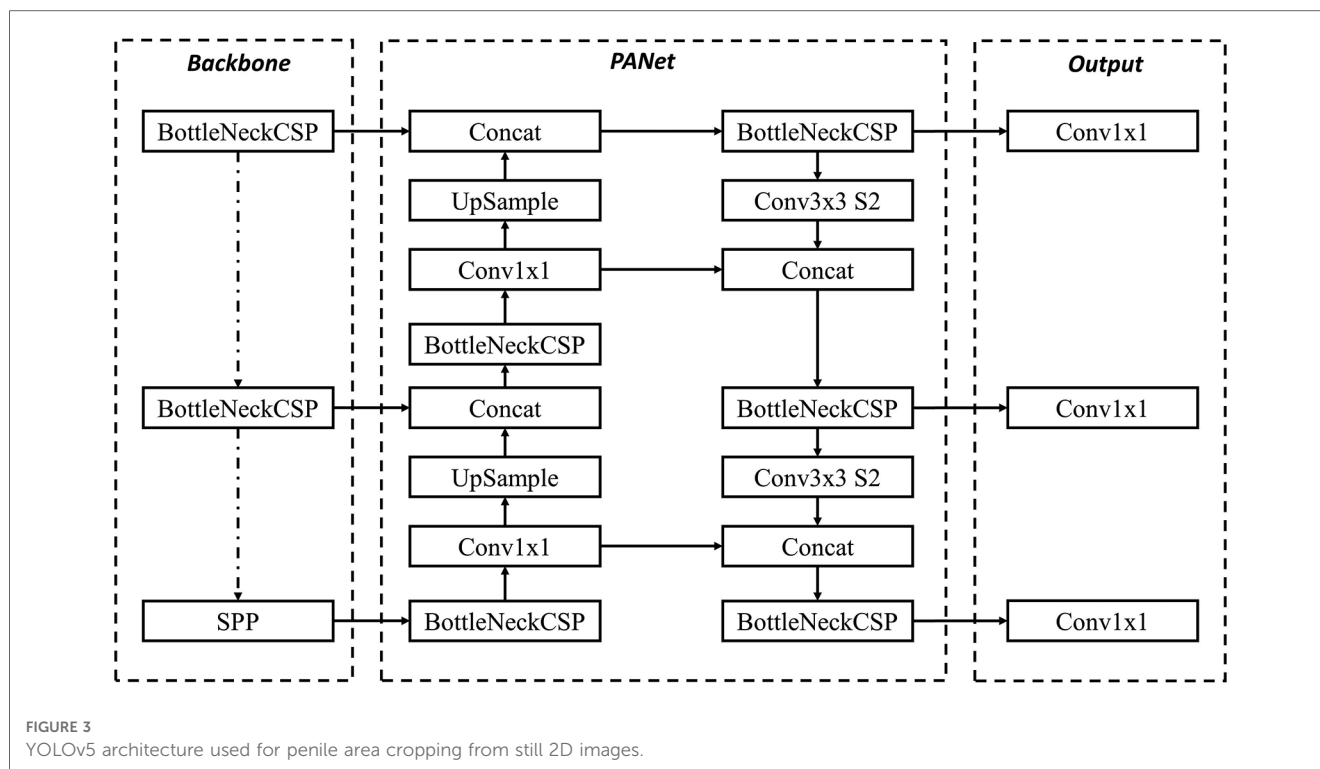 Backbone
PANet
Output
BottleNeckCSP
Concat
BottleNeckCSP
Conv1x1
UpSample
Conv3x3 S2
Conv1x1
Concat
BottleNeckCSP
BottleNeckCSP
Concat
BottleNeckCSP
Conv1x1
UpSample
Conv3x3 S2
Conv1x1
Concat
SPP
BottleNeckCSP
BottleNeckCSP
Conv1x1
FIGURE 3
YOLOv5 architecture used for penile area cropping from still 2D images.